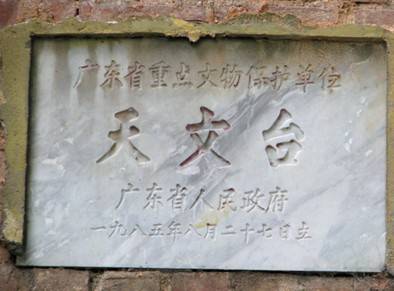 广东省重点文物保护单位
天文台
广东省人民政府
一九八五年八月二十七日立